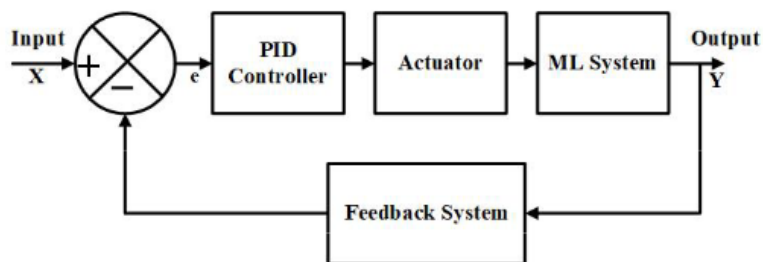 Input
X
+
−
e
PID
Controller
Actuator
ML System
Output
Y
Feedback System